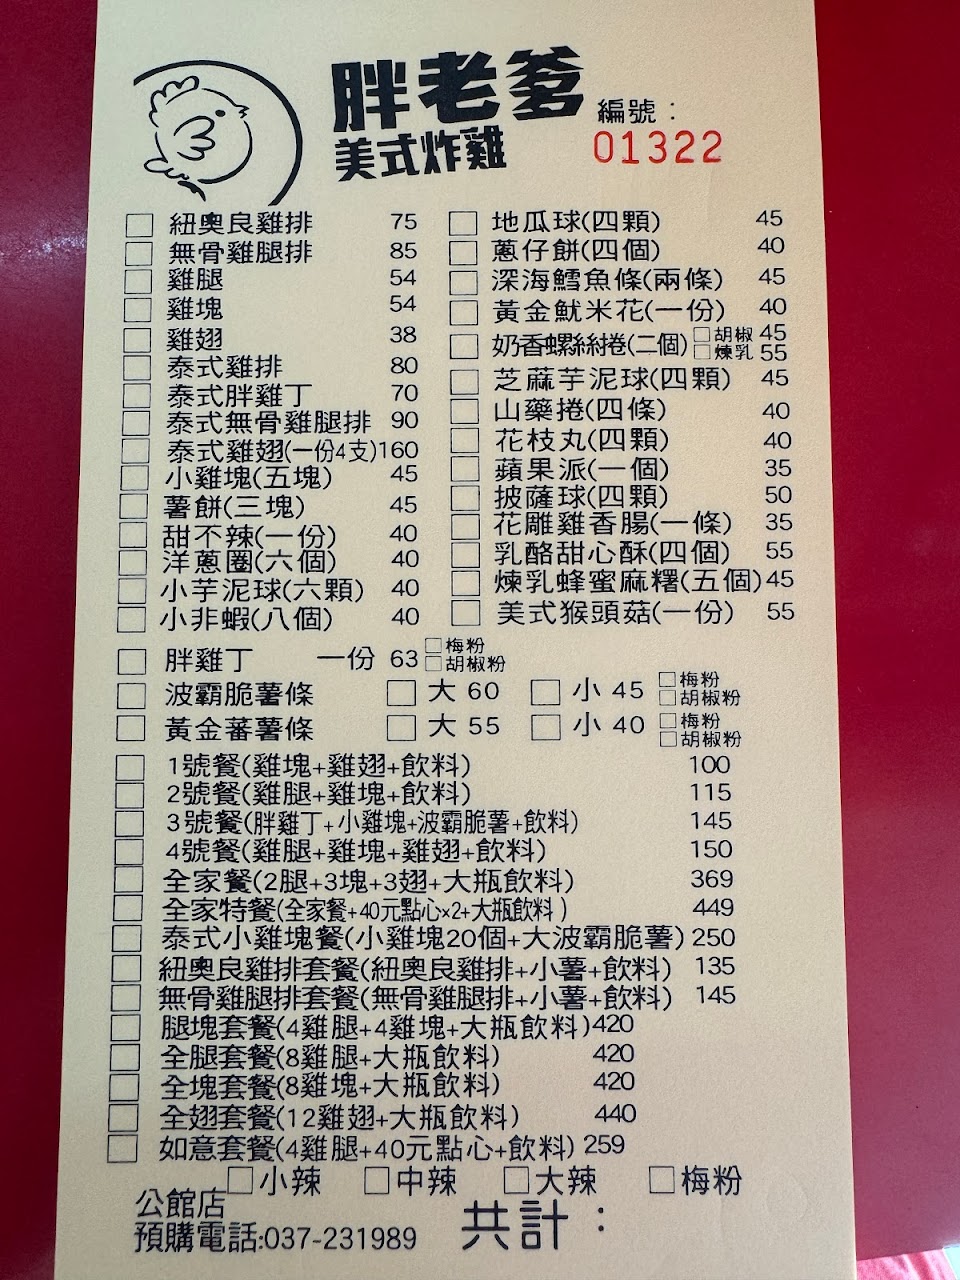 胖老爹
美式炸雞
編號：
01322
□ 紐奧良雞排 75
□ 無骨雞腿排 85
□ 雞腿 54
□ 雞塊 54
□ 雞翅 38
□ 泰式雞排 80
□ 泰式胖雞丁 70
□ 泰式無骨雞腿排 90
□ 泰式雞翅(一份4支)160
□ 小雞塊(五塊) 45
□ 薯餅(三塊) 45
□ 甜不辣(一份) 40
□ 洋蔥圈(六個) 40
□ 小芋泥球(六顆) 40
□ 小非蝦(八個) 40
□ 地瓜球(四顆) 45
□ 蔥仔餅(四個) 40
□ 深海鱈魚條(兩條) 45
□ 黃金魷米花(一份) 40
□ 奶香螺絲捲(二個) □胡椒 45
□煉乳 55
□ 芝蔴芋泥球(四顆) 45
□ 山藥捲(四條) 40
□ 花枝丸(四顆) 40
□ 蘋果派(一個) 35
□ 披薩球(四顆) 50
□ 花雕雞香腸(一條) 35
□ 乳酪甜心酥(四個) 55
□ 煉乳蜂蜜麻糬(五個)45
□ 美式猴頭菇(一份) 55
□ 胖雞丁 一份 63 □梅粉
□胡椒粉
□ 波霸脆薯條 □ 大 60 □ 小 45 □梅粉
□胡椒粉
□ 黃金蕃薯條 □ 大 55 □ 小 40 □梅粉
□胡椒粉
□ 1號餐(雞塊+雞翅+飲料) 100
□ 2號餐(雞腿+雞塊+飲料) 115
□ 3號餐(胖雞丁+小雞塊+波霸脆薯+飲料) 145
□ 4號餐(雞腿+雞塊+雞翅+飲料) 150
□ 全家餐(2腿+3塊+3翅+大瓶飲料) 369
□ 全家特餐(全家餐+40元點心×2+大瓶飲料) 449
□ 泰式小雞塊餐(小雞塊20個+大波霸脆薯) 250
□ 紐奧良雞排套餐(紐奧良雞排+小薯+飲料) 135
□ 無骨雞腿排套餐(無骨雞腿排+小薯+飲料) 145
□ 腿塊套餐(4雞腿+4雞塊+大瓶飲料)420
□ 全腿套餐(8雞腿+大瓶飲料) 420
□ 全塊套餐(8雞塊+大瓶飲料) 420
□ 全翅套餐(12雞翅+大瓶飲料) 440
□ 如意套餐(4雞腿+40元點心+飲料) 259
□小辣 □中辣 □大辣 □梅粉
公館店
預購電話:037-231989
共計：